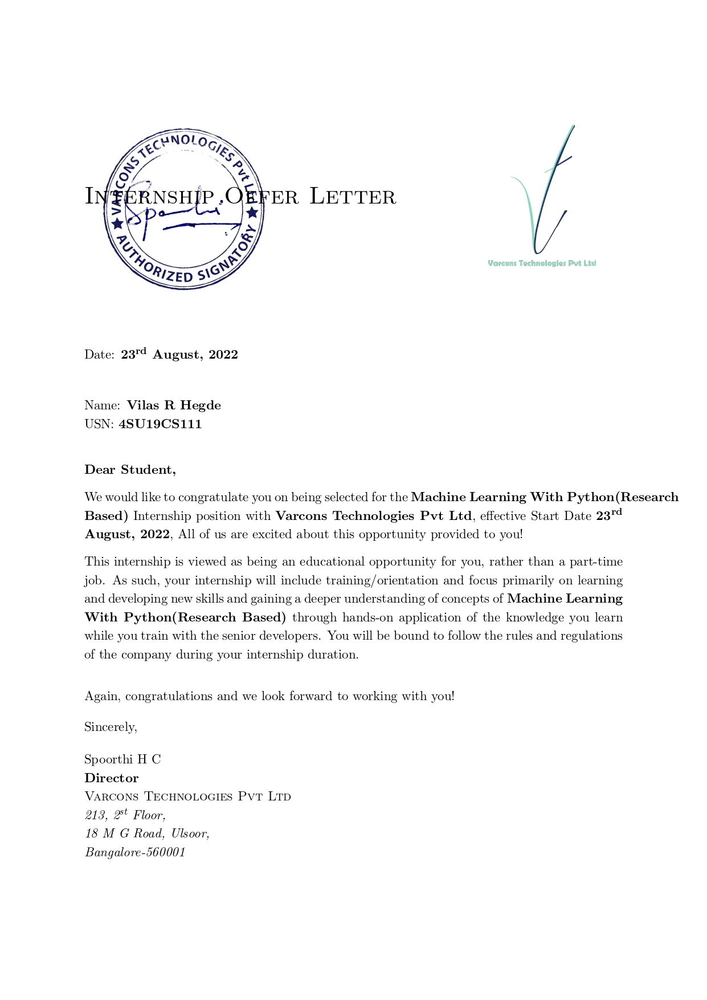 VARCONS TECHNOLOGIES Pvt Ltd
INTERNSHIP OFFER LETTER
Spoorthi
AUTHORIZED SIGNATORY
Varcons Technologies Pvt Ltd
Date: 23rd August, 2022
Name: Vilas R Hegde
USN: 4SU19CS111
Dear Student,
We would like to congratulate you on being selected for the Machine Learning With Python(Research
Based) Internship position with Varcons Technologies Pvt Ltd, effective Start Date 23rd
August, 2022, All of us are excited about this opportunity provided to you!
This internship is viewed as being an educational opportunity for you, rather than a part-time
job. As such, your internship will include training/orientation and focus primarily on learning
and developing new skills and gaining a deeper understanding of concepts of Machine Learning
With Python(Research Based) through hands-on application of the knowledge you learn
while you train with the senior developers. You will be bound to follow the rules and regulations
of the company during your internship duration.
Again, congratulations and we look forward to working with you!
Sincerely,
Spoorthi H C
Director
VARCONS TECHNOLOGIES PVT LTD
213, 2st Floor,
18 M G Road, Ulsoor,
Bangalore-560001